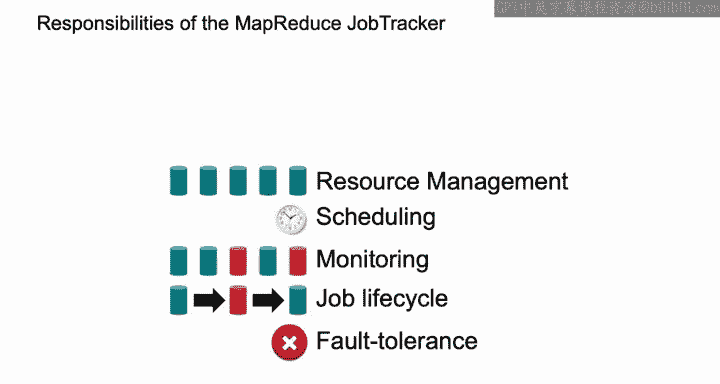 Responsibilities of the MapReduce JobTracker
Resource Management
Scheduling
Monitoring
Job lifecycle
Fault-tolerance